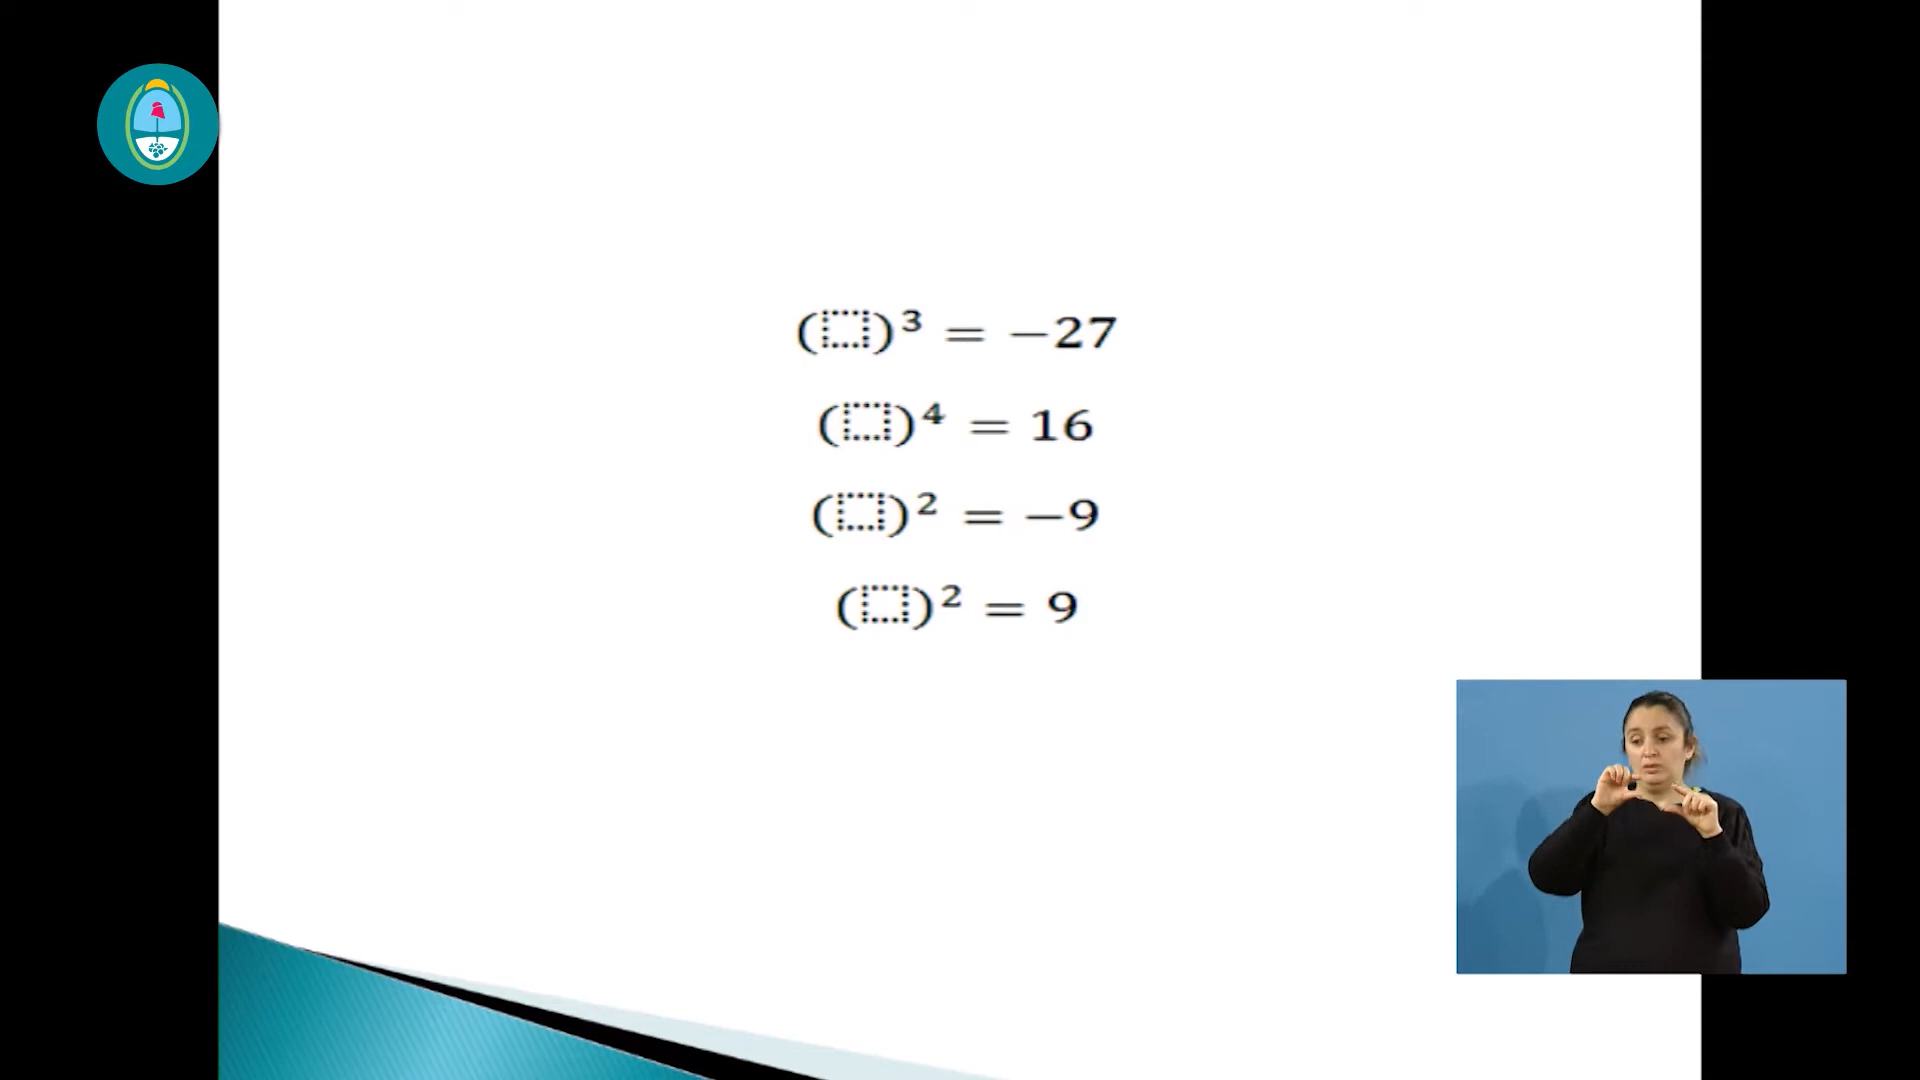 (⬚)³ = −27
(⬚)⁴ = 16
(⬚)² = −9
(⬚)² = 9